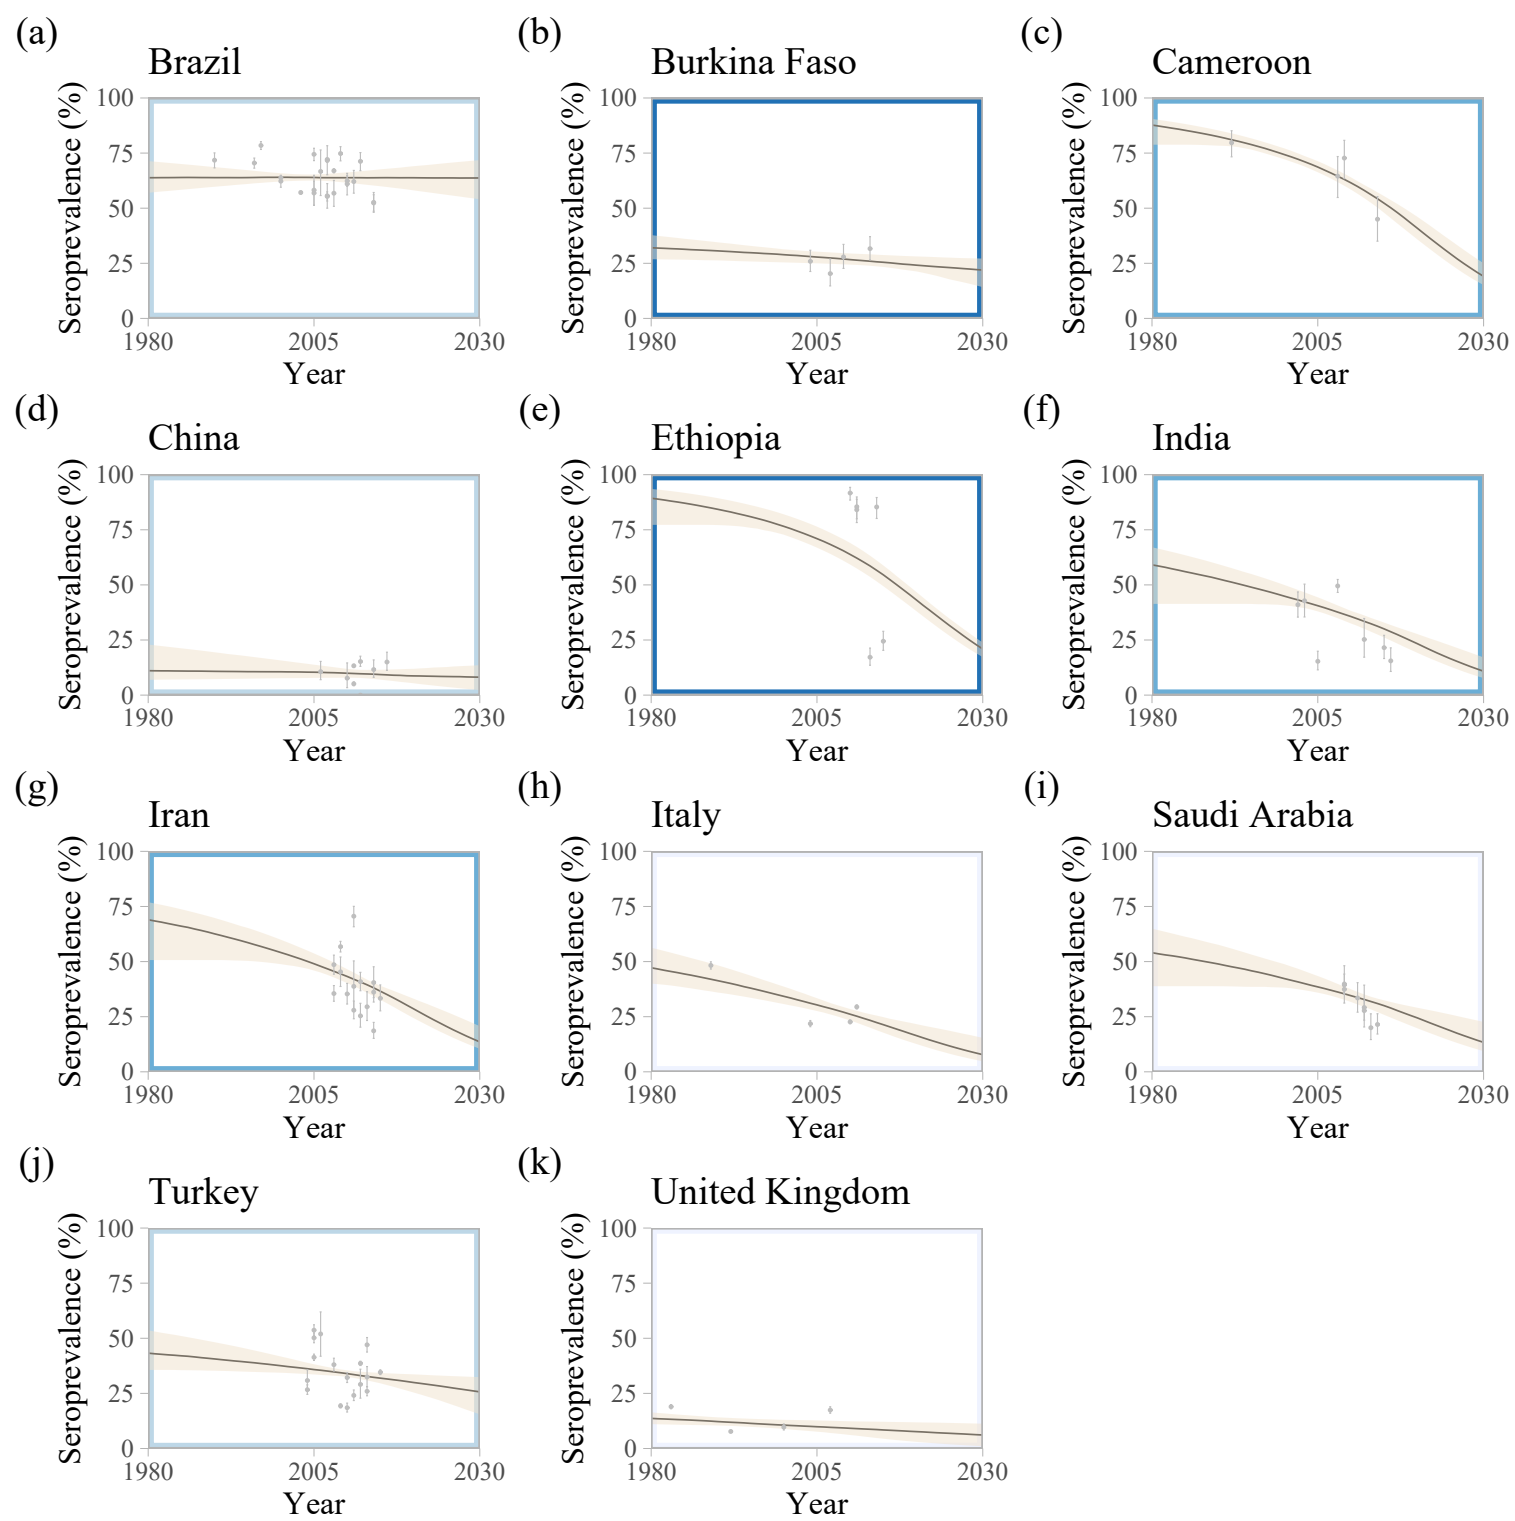 (a) (b) (c)
Brazil Burkina Faso Cameroon
Seroprevalence (%) Seroprevalence (%) Seroprevalence (%)
100 100 100
75 75 75
50 50 50
25 25 25
0 0 0
1980 2005 2030 1980 2005 2030 1980 2005 2030
Year Year Year
(d) (e) (f)
China Ethiopia India
Seroprevalence (%) Seroprevalence (%) Seroprevalence (%)
100 100 100
75 75 75
50 50 50
25 25 25
0 0 0
1980 2005 2030 1980 2005 2030 1980 2005 2030
Year Year Year
(g) (h) (i)
Iran Italy Saudi Arabia
Seroprevalence (%) Seroprevalence (%) Seroprevalence (%)
100 100 100
75 75 75
50 50 50
25 25 25
0 0 0
1980 2005 2030 1980 2005 2030 1980 2005 2030
Year Year Year
(j) (k)
Turkey United Kingdom
Seroprevalence (%) Seroprevalence (%)
100 100
75 75
50 50
25 25
0 0
1980 2005 2030 1980 2005 2030
Year Year